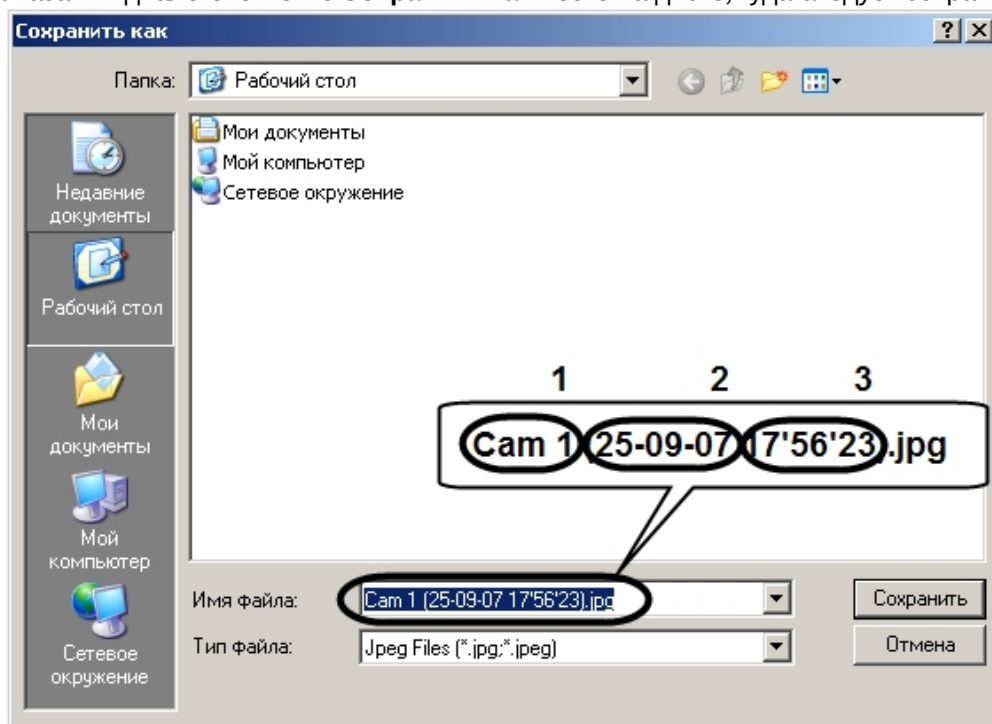 Сохранить как
Папка:
Рабочий стол
Недавние
документы
Рабочий стол
Мои
документы
Мой
компьютер
Сетевое
окружение
Мои документы
Мой компьютер
Сетевое окружение
1 2 3
Cam 1 (25-09-07 17'56'23).jpg
Имя файла:
Cam 1 (25-09-07 17'56'23).jpg
Сохранить
Тип файла:
Jpeg Files (*.jpg;*.jpeg)
Отмена